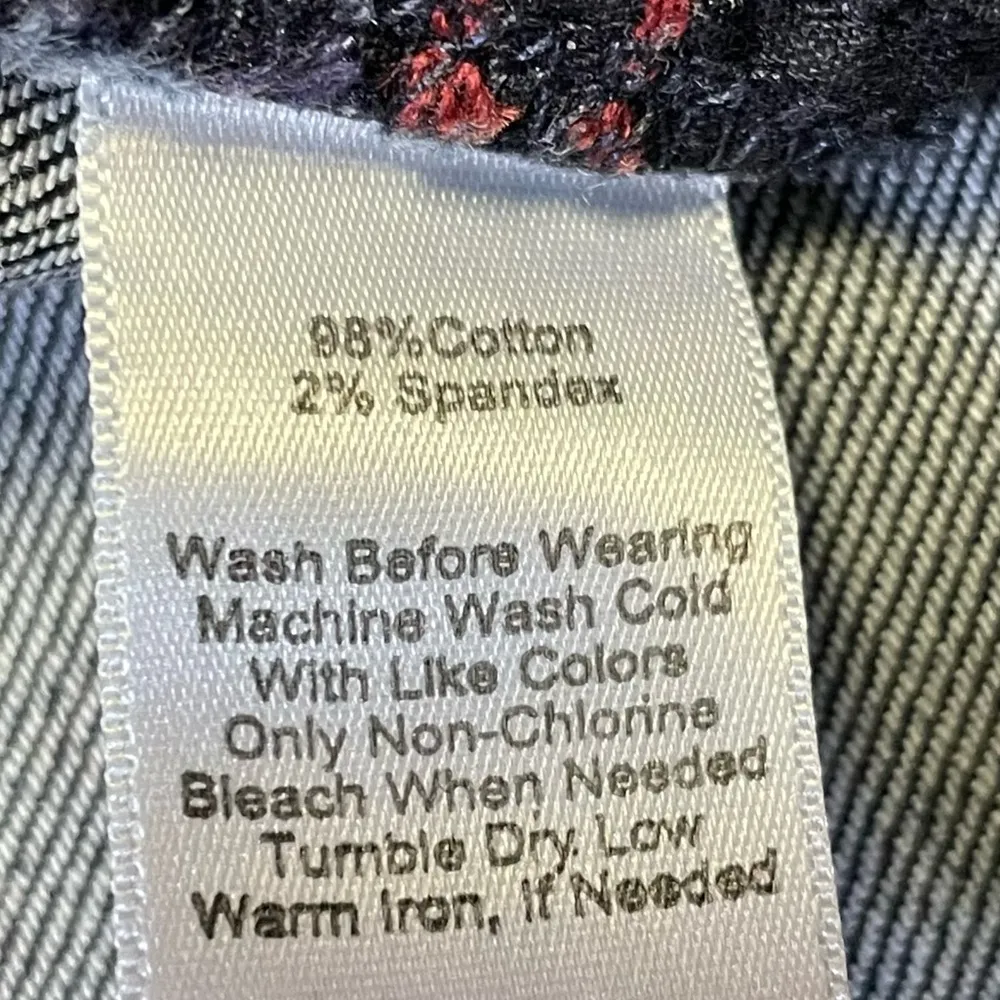 98%Cotton
2% Spandex
Wash Before Wearing
Machine Wash Cold
With Like Colors
Only Non-Chlorine
Bleach When Needed
Tumble Dry. Low
Warm Iron, If Needed